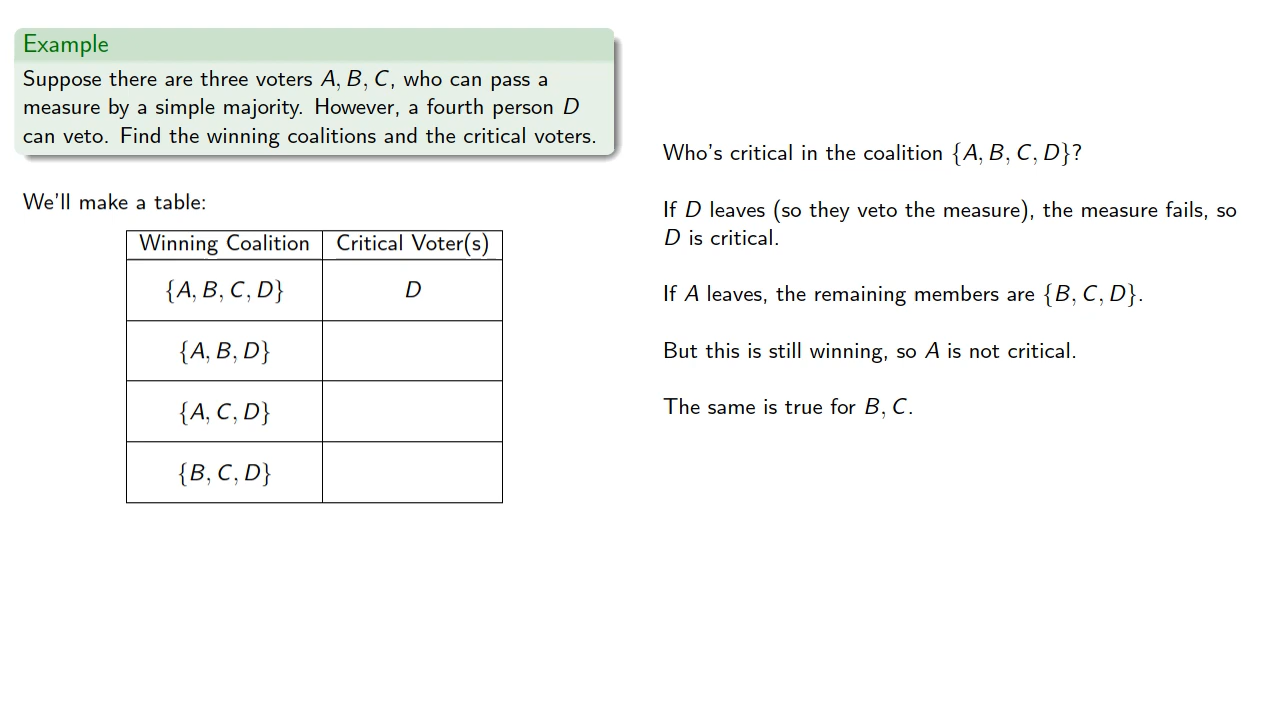 Example
Suppose there are three voters A, B, C, who can pass a
measure by a simple majority. However, a fourth person D
can veto. Find the winning coalitions and the critical voters.
We'll make a table:
Winning Coalition Critical Voter(s)
{A, B, C, D} D
{A, B, D}
{A, C, D}
{B, C, D}
Who's critical in the coalition {A, B, C, D}?
If D leaves (so they veto the measure), the measure fails, so
D is critical.
If A leaves, the remaining members are {B, C, D}.
But this is still winning, so A is not critical.
The same is true for B, C.